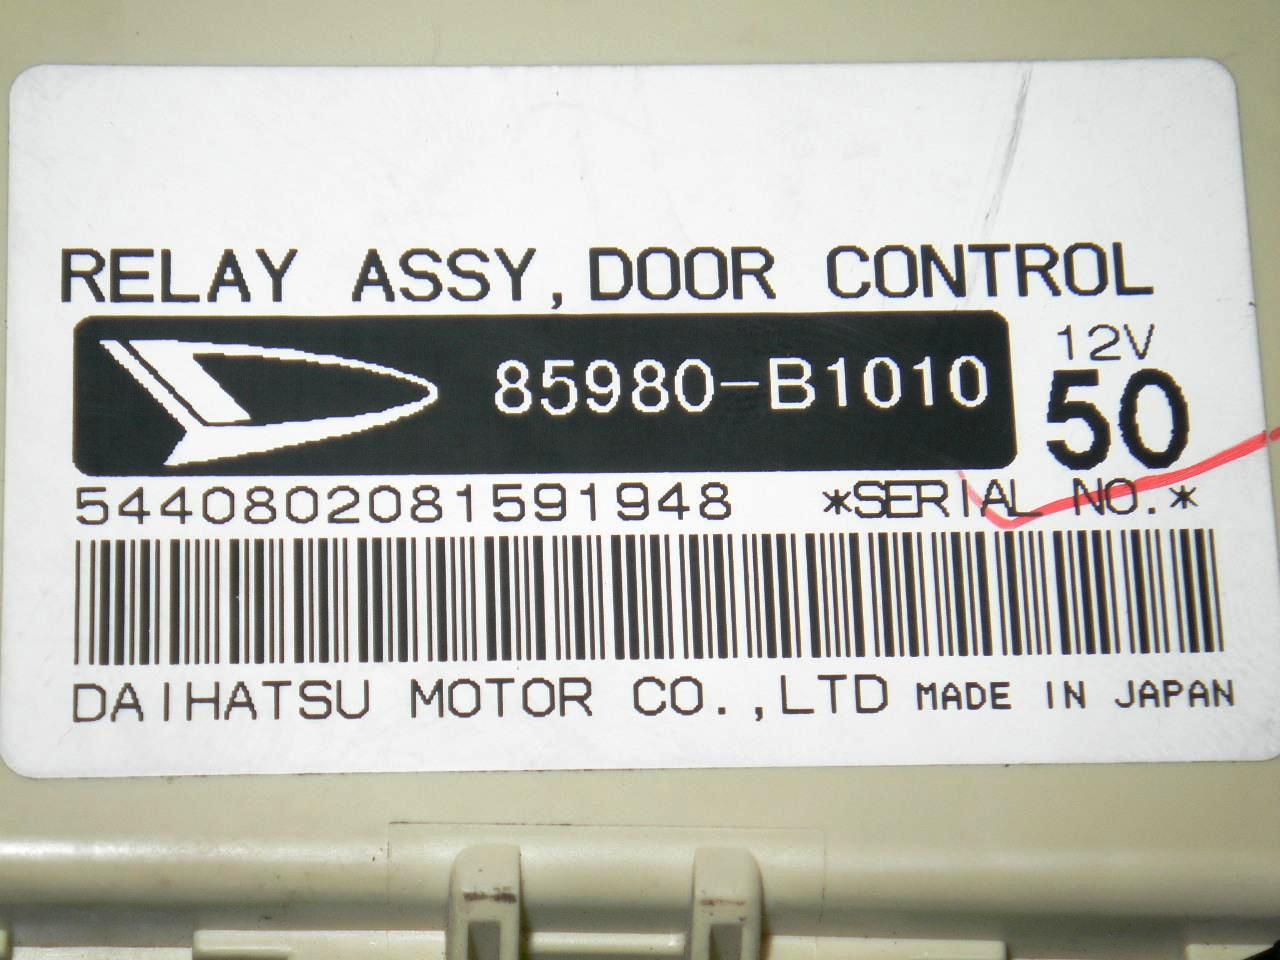 RELAY ASSY,DOOR CONTROL
85980-B1010
12V
50
5440802081591948 *SERIAL NO.*
DAIHATSU MOTOR CO.,LTD MADE IN JAPAN